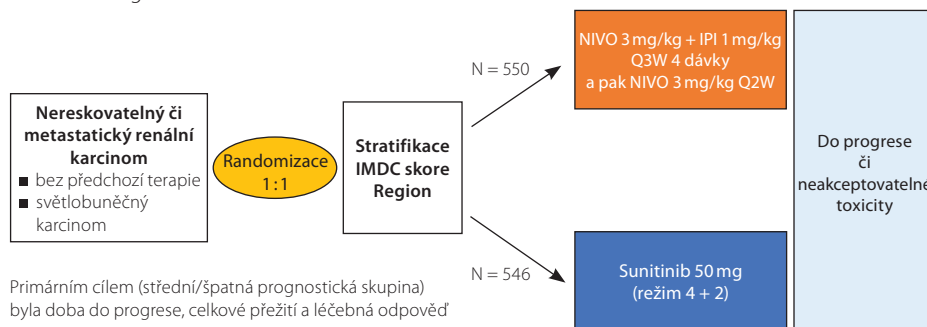 Nereskovatelný či
metastatický renální
karcinom
■ bez předchozí terapie
■ světlobuněčný
karcinom
Randomizace
1 : 1
Stratifikace
IMDC skore
Region
N = 550
NIVO 3 mg/kg + IPI 1 mg/kg
Q3W 4 dávky
a pak NIVO 3 mg/kg Q2W
N = 546
Sunitinib 50 mg
(režim 4 + 2)
Do progrese
či
neakceptovatelné
toxicity
Primárním cílem (střední/špatná prognostická skupina)
byla doba do progrese, celkové přežití a léčebná odpověď